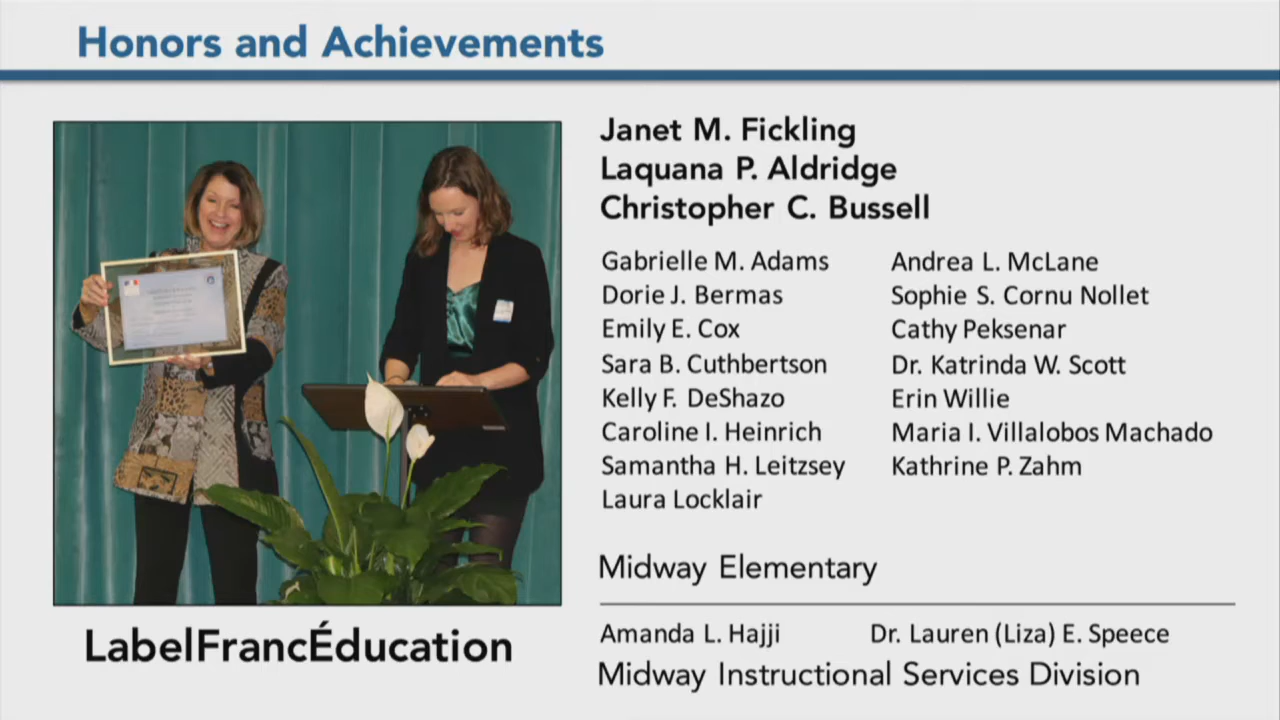 Honors and Achievements
Janet M. Fickling
Laquana P. Aldridge
Christopher C. Bussell
Gabrielle M. Adams
Dorie J. Bermas
Emily E. Cox
Sara B. Cuthbertson
Kelly F. DeShazo
Caroline I. Heinrich
Samantha H. Leitzsey
Laura Locklair
Andrea L. McLane
Sophie S. Cornu Nollet
Cathy Peksenar
Dr. Katrinda W. Scott
Erin Willie
Maria I. Villalobos Machado
Kathrine P. Zahm
Midway Elementary
Amanda L. Hajji
Dr. Lauren (Liza) E. Speece
Midway Instructional Services Division
LabelFrancÉducation